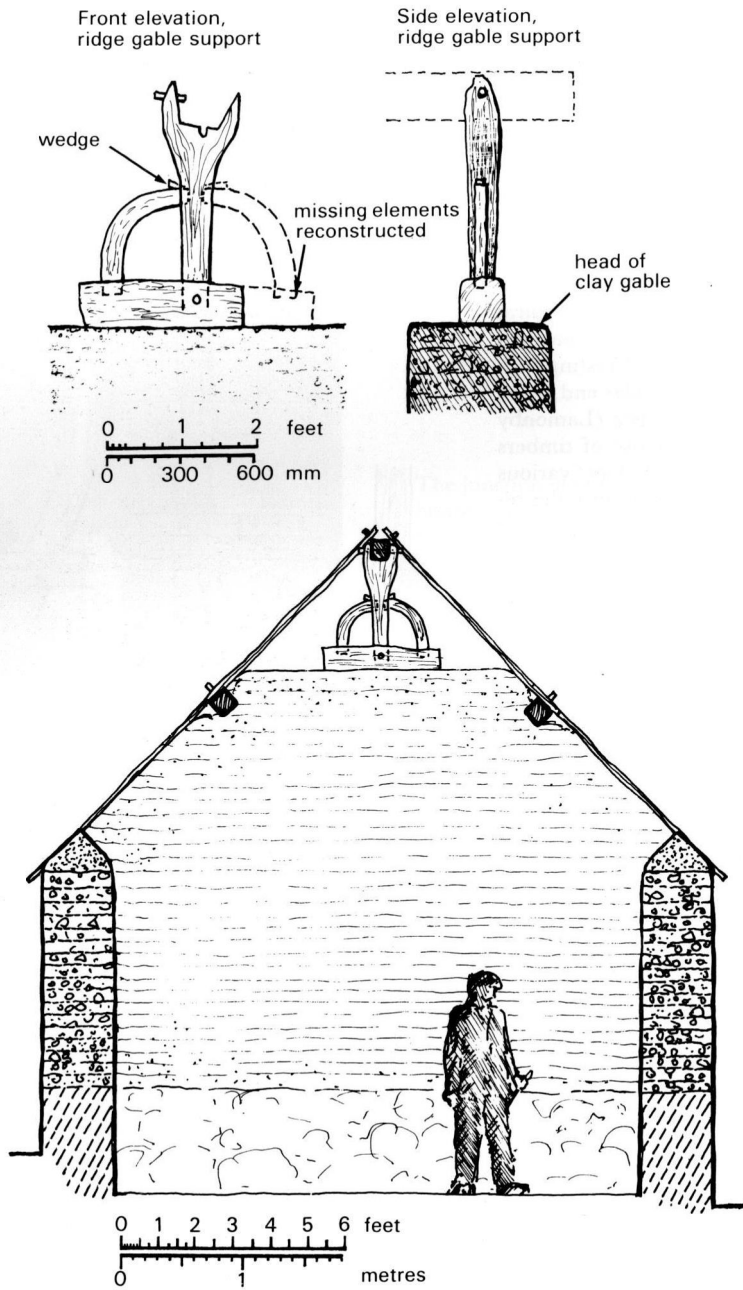 Front elevation,
ridge gable support
Side elevation,
ridge gable support
wedge
missing elements
reconstructed
head of
clay gable
0 1 2 feet
0 300 600 mm
0 1 2 3 4 5 6 feet
0 1 metres